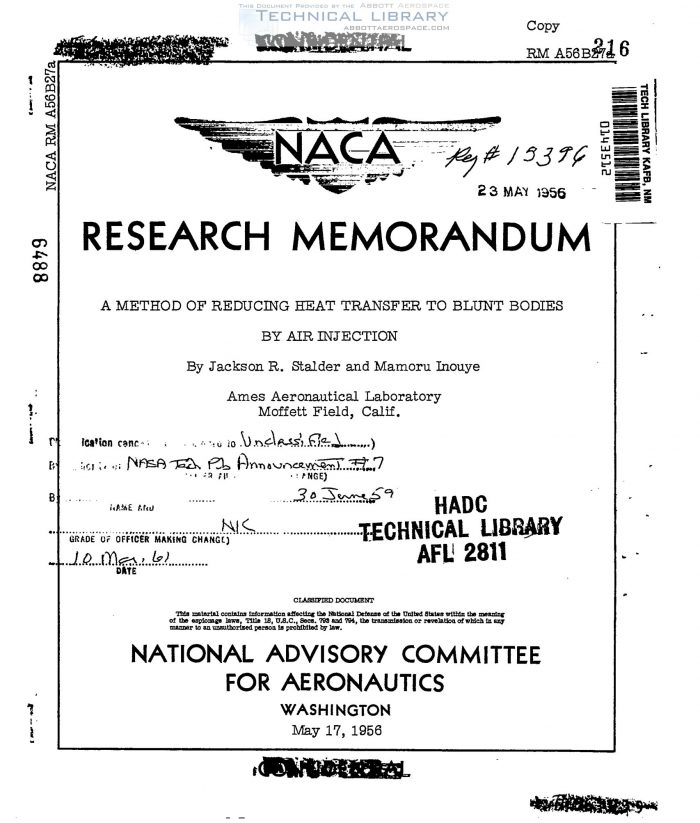 THIS DOCUMENT PROVIDED BY THE ABBOTT AEROSPACE
TECHNICAL LIBRARY
ABBOTTAEROSPACE.COM
Copy 216
RM A56B27a
NACA RM A56B27a
6488
TECH LIBRARY KAFB, NM
0143512
NACA
Reg # 15396
23 MAY 1956
RESEARCH MEMORANDUM
A METHOD OF REDUCING HEAT TRANSFER TO BLUNT BODIES
BY AIR INJECTION
By Jackson R. Stalder and Mamoru Inouye
Ames Aeronautical Laboratory
Moffett Field, Calif.
to Unclassified
NASA Tech Pb Announcement #7
30 June 59
NAME AND
NIC
GRADE OF OFFICER MAKING CHANGE)
10 Mar. 61
DATE
HADC
TECHNICAL LIBRARY
AFL 2811
CLASSIFIED DOCUMENT
This material contains information affecting the National Defense of the United States within the meaning
of the espionage laws, Title 18, U.S.C., Secs. 793 and 794, the transmission or revelation of which in any
manner to an unauthorized person is prohibited by law.
NATIONAL ADVISORY COMMITTEE
FOR AERONAUTICS
WASHINGTON
May 17, 1956